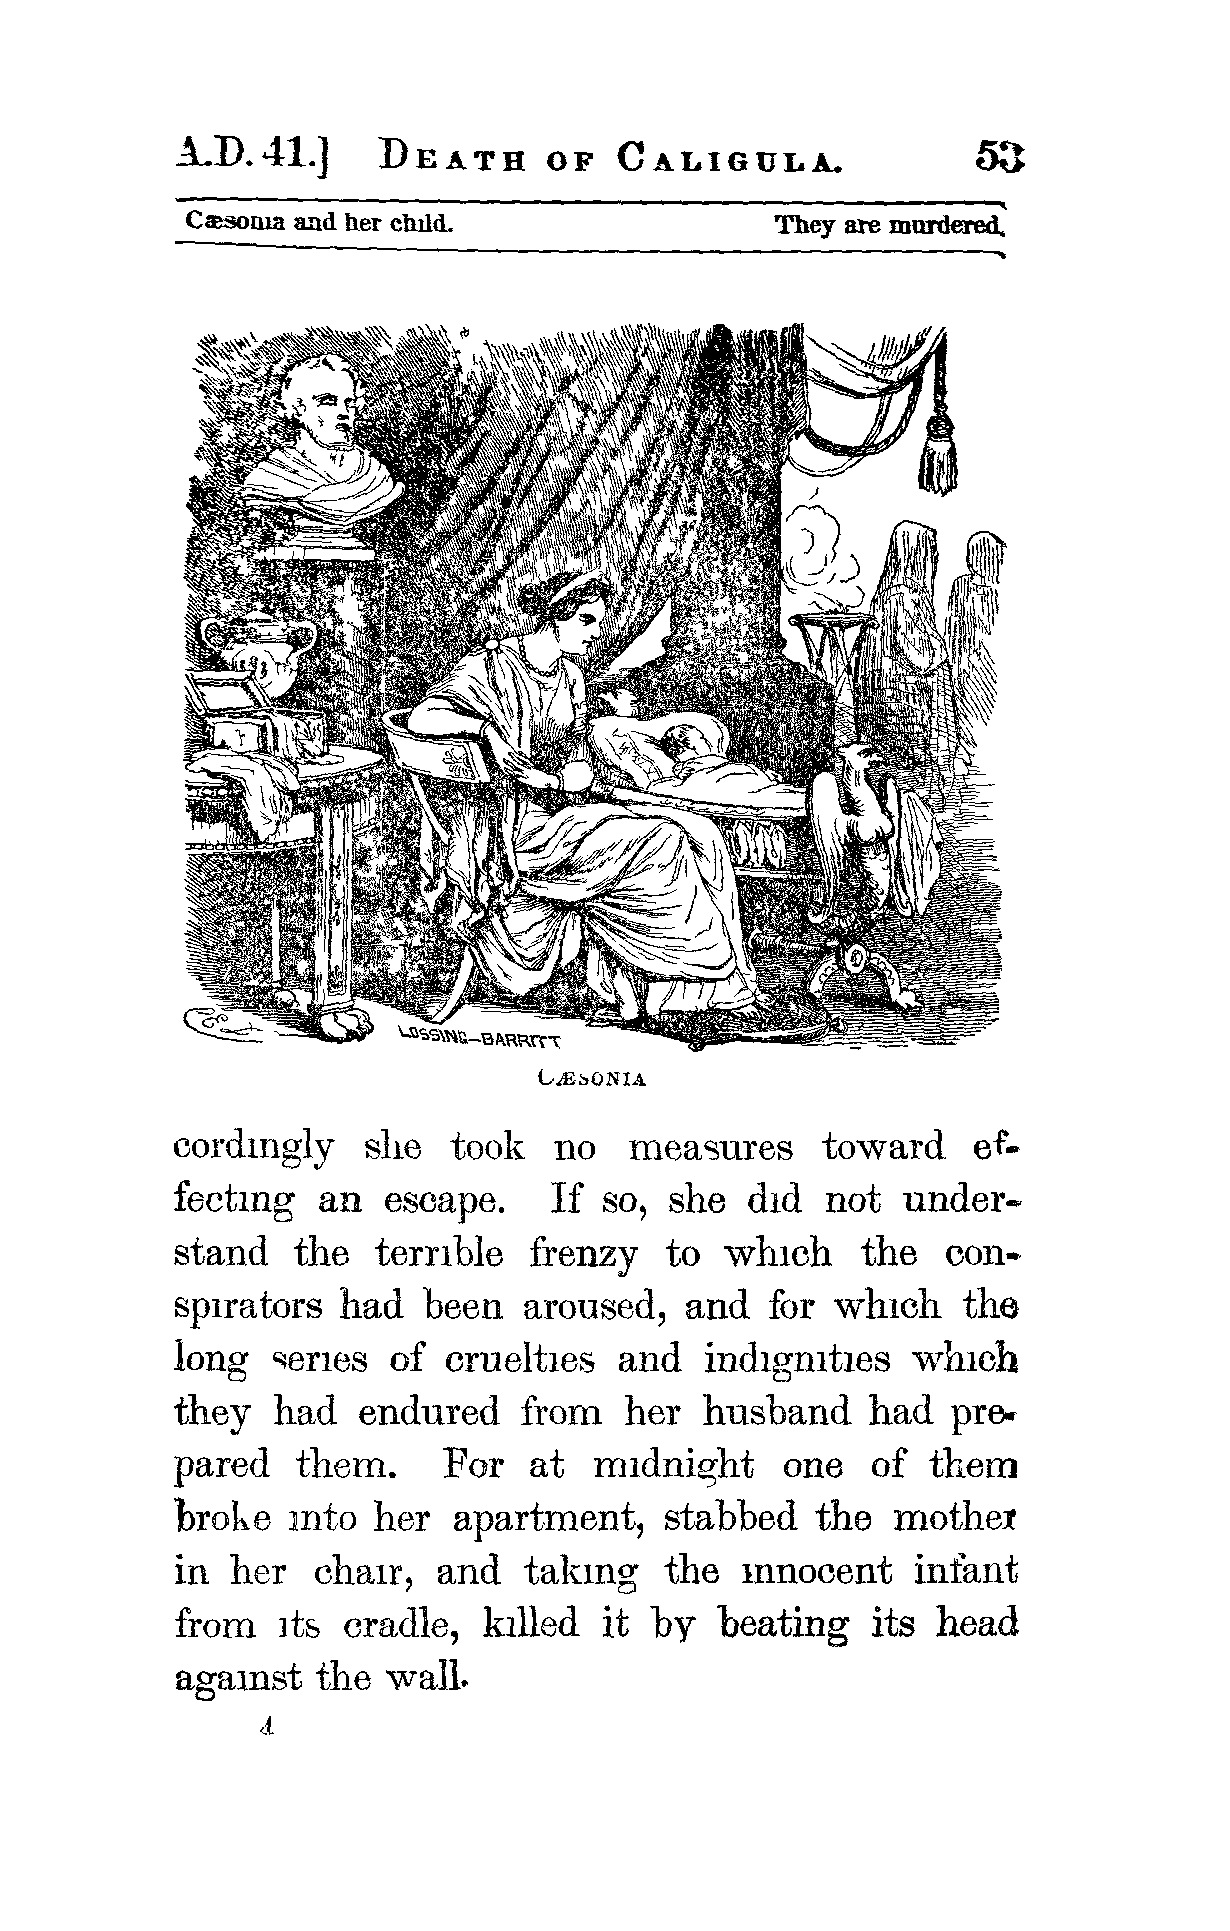 A.D. 41.] DEATH OF CALIGULA. 53
Cæsonia and her child. They are murdered.
LOSSING-BARRITT
CÆSONIA
cordingly she took no measures toward ef-
fecting an escape. If so, she did not under-
stand the terrible frenzy to which the con-
spirators had been aroused, and for which the
long series of cruelties and indignities which
they had endured from her husband had pre-
pared them. For at midnight one of them
broke into her apartment, stabbed the mother
in her chair, and taking the innocent infant
from its cradle, killed it by beating its head
against the wall.